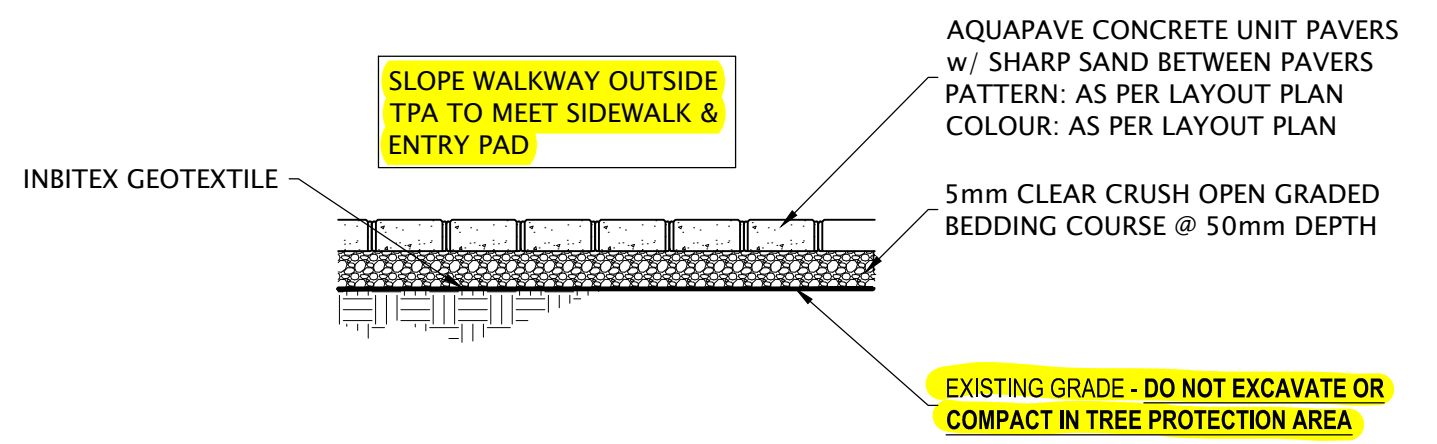 AQUAPAVE CONCRETE UNIT PAVERS
w/ SHARP SAND BETWEEN PAVERS
PATTERN: AS PER LAYOUT PLAN
COLOUR: AS PER LAYOUT PLAN
SLOPE WALKWAY OUTSIDE
TPA TO MEET SIDEWALK &
ENTRY PAD
INBITEX GEOTEXTILE
5mm CLEAR CRUSH OPEN GRADED
BEDDING COURSE @ 50mm DEPTH
EXISTING GRADE - DO NOT EXCAVATE OR
COMPACT IN TREE PROTECTION AREA